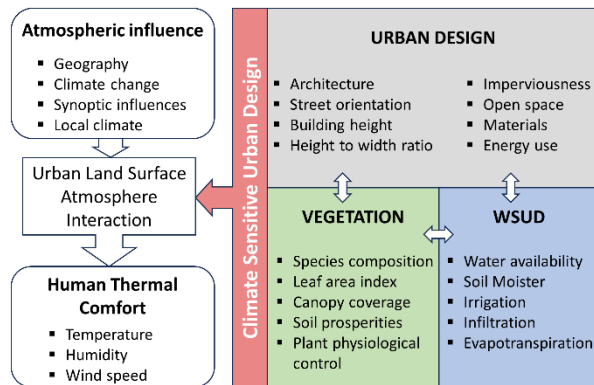 Atmospheric influence
▪ Geography
▪ Climate change
▪ Synoptic influences
▪ Local climate
Urban Land Surface
Atmosphere
Interaction
Human Thermal
Comfort
▪ Temperature
▪ Humidity
▪ Wind speed
Climate Sensitive Urban Design
URBAN DESIGN
▪ Architecture
▪ Street orientation
▪ Building height
▪ Height to width ratio
▪ Imperviousness
▪ Open space
▪ Materials
▪ Energy use
VEGETATION
▪ Species composition
▪ Leaf area index
▪ Canopy coverage
▪ Soil prosperities
▪ Plant physiological
control
WSUD
▪ Water availability
▪ Soil Moister
▪ Irrigation
▪ Infiltration
▪ Evapotranspiration